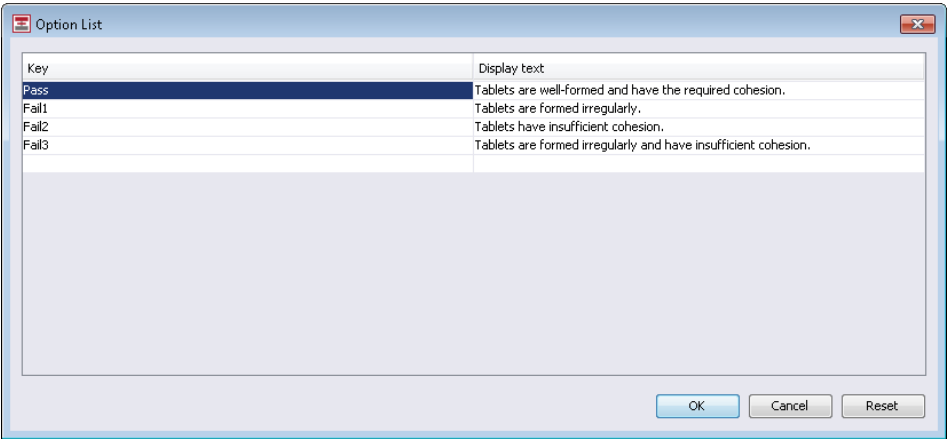 Option List
Key Display text
Pass Tablets are well-formed and have the required cohesion.
Fail1 Tablets are formed irregularly.
Fail2 Tablets have insufficient cohesion.
Fail3 Tablets are formed irregularly and have insufficient cohesion.
OK Cancel Reset